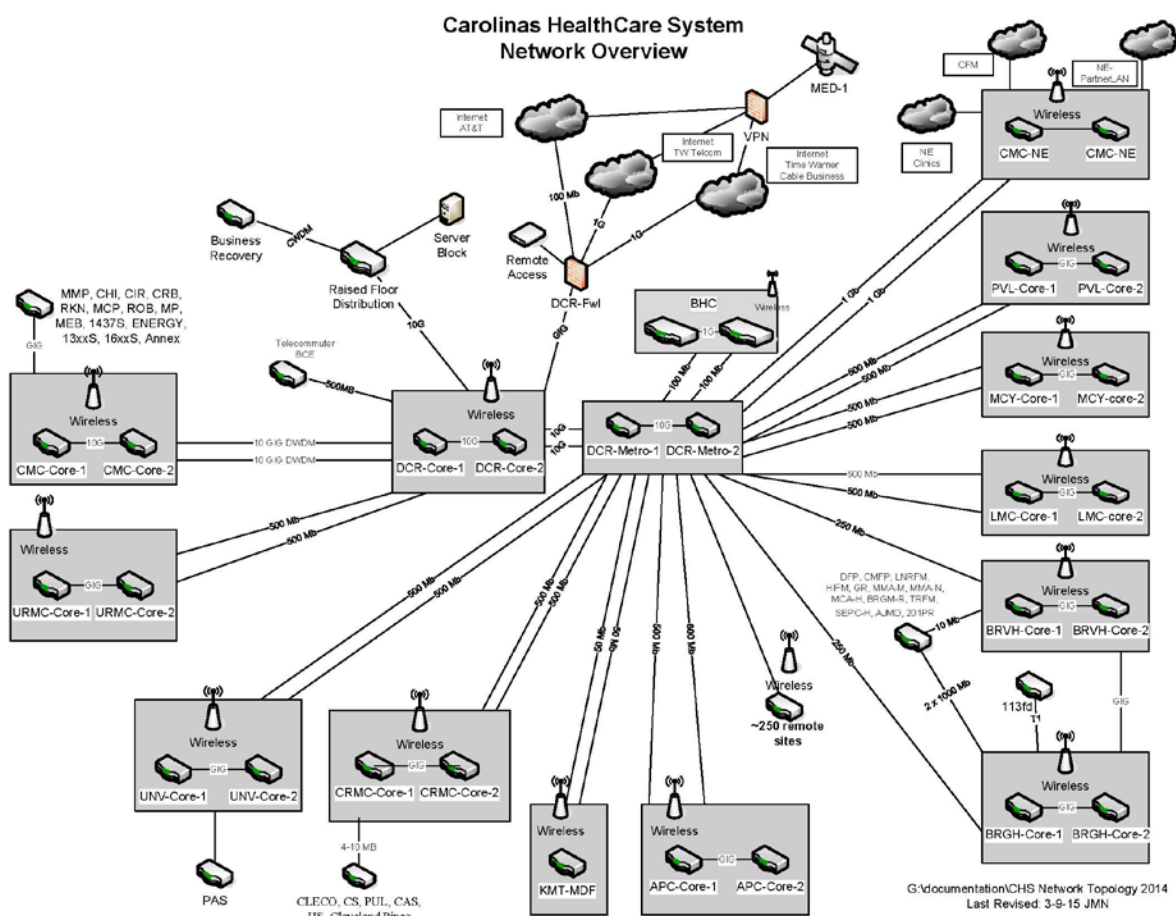 Carolinas HealthCare System
Network Overview
Internet
AT&T
MED-1
VPN
Internet
TW Telcom
Internet
Time Warner
Cable Business
CFM
NE-
PartnerLAN
Wireless
CMC-NE
CMC-NE
NE
Clinics
100 Mb
1G
1G
Business
Recovery
CWDM
Server
Block
Raised Floor
Distribution
Remote
Access
DCR-Fwl
10G
GIG
BHC
Wireless
1G
100 Mb
100 Mb
1 Gb
1 Gb
Wireless
GIG
PVL-Core-1
PVL-Core-2
MMP, CHI, CIR, CRB,
RKN, MCP, ROB, MP,
MEB, 1437S, ENERGY,
13xxS, 16xxS, Annex
GIG
Telecommuter
BCE
500MB
Wireless
10G
CMC-Core-1
CMC-Core-2
10 GIG DWDM
10 GIG DWDM
Wireless
10G
DCR-Core-1
DCR-Core-2
10G
10G
10G
DCR-Metro-1
DCR-Metro-2
500 Mb
500 Mb
500 Mb
500 Mb
Wireless
GIG
MCY-Core-1
MCY-core-2
500 Mb
500 Mb
Wireless
GIG
LMC-Core-1
LMC-core-2
500 Mb
500 Mb
Wireless
GIG
URMC-Core-1
URMC-Core-2
250 Mb
DFP, CMFP, LNRFM,
HIFM, GR, MMA-M, MMA-N,
MCA-H, BRGM-R, TRFM,
SEPC-H, AJMD, 201PR
10 Mb
Wireless
GIG
BRVH-Core-1
BRVH-Core-2
500 Mb
500 Mb
500 Mb
500 Mb
50 Mb
50 Mb
500 Mb
500 Mb
250 Mb
2 x 1000 Mb
113fd
T1
GIG
Wireless
~250 remote
sites
Wireless
GIG
UNV-Core-1
UNV-Core-2
PAS
Wireless
GIG
CRMC-Core-1
CRMC-Core-2
4-10 MB
CLECO, CS, PUL, CAS,
Wireless
KMT-MDF
Wireless
GIG
APC-Core-1
APC-Core-2
Wireless
GIG
BRGH-Core-1
BRGH-Core-2
G:\documentation\CHS Network Topology 2014
Last Revised: 3-9-15 JMN